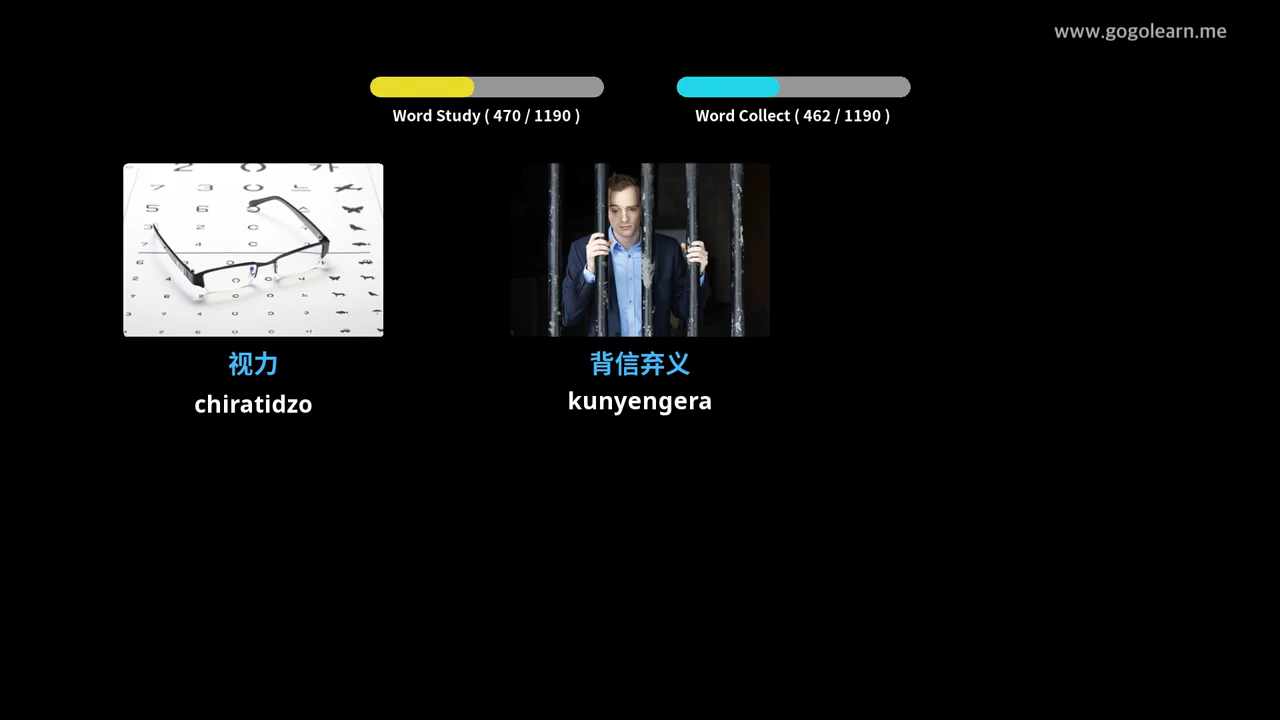 www.gogolearn.me
Word Study ( 470 / 1190 )
Word Collect ( 462 / 1190 )
视力
chiratidzo
背信弃义
kunyengera